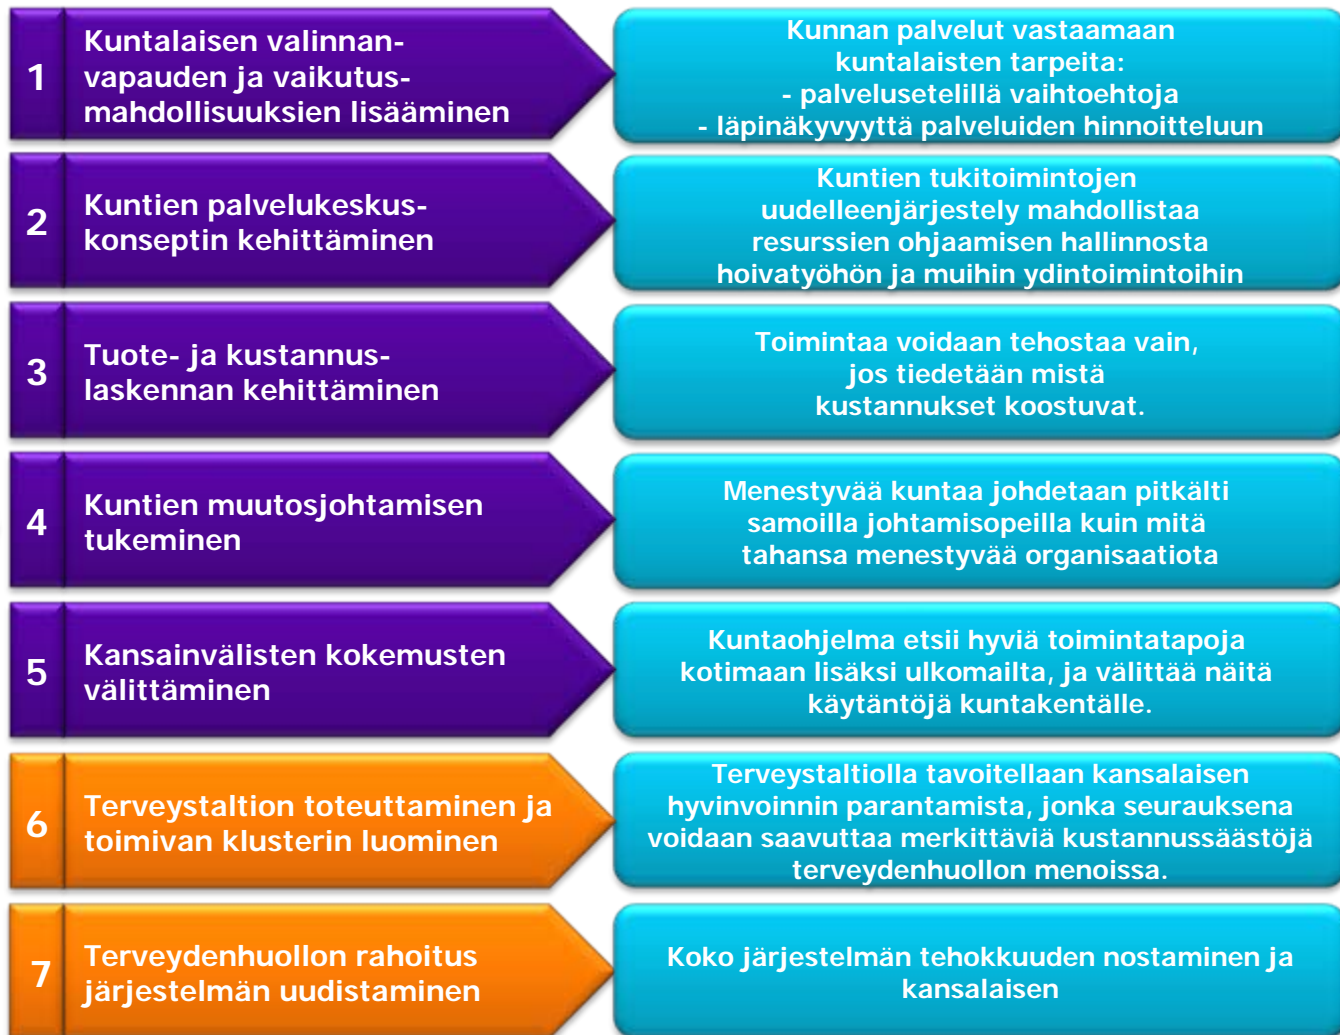 1
Kuntalaisen valinnan-
vapauden ja vaikutus-
mahdollisuuksien lisääminen
Kunnan palvelut vastaamaan
kuntalaisten tarpeita:
- palvelusetelillä vaihtoehtoja
- läpinäkyvyyttä palveluiden hinnoitteluun
2
Kuntien palvelukeskus-
konseptin kehittäminen
Kuntien tukitoimintojen
uudelleenjärjestely mahdollistaa
resurssien ohjaamisen hallinnosta
hoivatyöhön ja muihin ydintoimintoihin
3
Tuote- ja kustannus-
laskennan kehittäminen
Toimintaa voidaan tehostaa vain,
jos tiedetään mistä
kustannukset koostuvat.
4
Kuntien muutosjohtamisen
tukeminen
Menestyvää kuntaa johdetaan pitkälti
samoilla johtamisopeilla kuin mitä
tahansa menestyvää organisaatiota
5
Kansainvälisten kokemusten
välittäminen
Kuntaohjelma etsii hyviä toimintatapoja
kotimaan lisäksi ulkomailta, ja välittää näitä
käytäntöjä kuntakentälle.
6
Terveystaltion toteuttaminen ja
toimivan klusterin luominen
Terveystaltiolla tavoitellaan kansalaisen
hyvinvoinnin parantamista, jonka seurauksena
voidaan saavuttaa merkittäviä kustannussäästöjä
terveydenhuollon menoissa.
7
Terveydenhuollon rahoitus
järjestelmän uudistaminen
Koko järjestelmän tehokkuuden nostaminen ja
kansalaisen